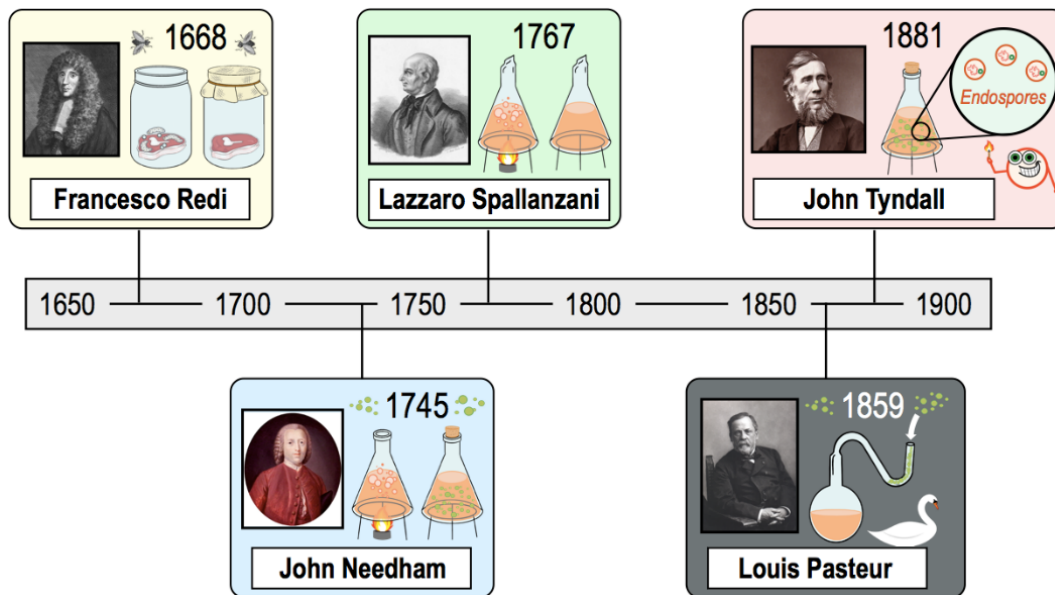 1668
Francesco Redi
1767
Lazzaro Spallanzani
1881
Endospores
John Tyndall
1650 1700 1750 1800 1850 1900
1745
John Needham
1859
Louis Pasteur